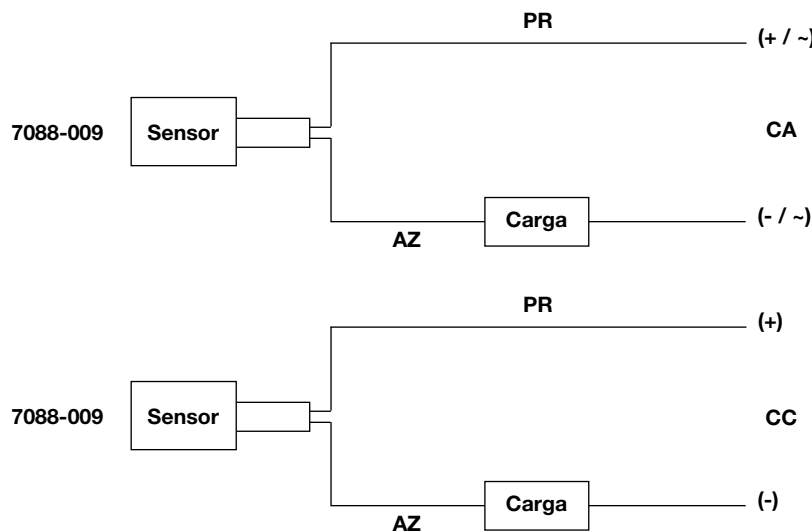 PR
(+ / ~)
7088-009
Sensor
CA
AZ
Carga
(- / ~)
PR
(+)
7088-009
Sensor
CC
AZ
Carga
(-)